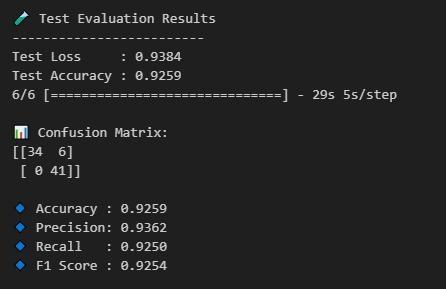 🧪 Test Evaluation Results
-------------------------
Test Loss     : 0.9384
Test Accuracy : 0.9259
6/6 [==============================] - 29s 5s/step
📊 Confusion Matrix:
[[34  6]
 [ 0 41]]
🔹 Accuracy : 0.9259
🔹 Precision: 0.9362
🔹 Recall   : 0.9250
🔹 F1 Score : 0.9254